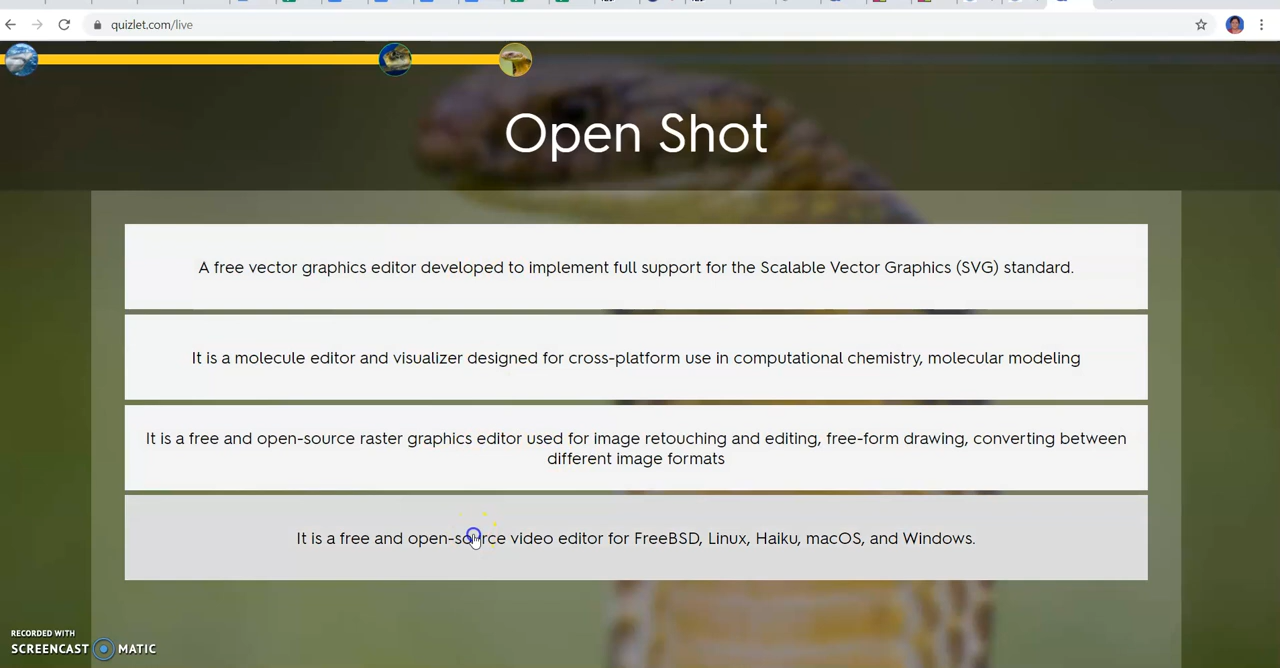 quizlet.com/live
Open Shot
A free vector graphics editor developed to implement full support for the Scalable Vector Graphics (SVG) standard.
It is a molecule editor and visualizer designed for cross-platform use in computational chemistry, molecular modeling
It is a free and open-source raster graphics editor used for image retouching and editing, free-form drawing, converting between
different image formats
It is a free and open-source video editor for FreeBSD, Linux, Haiku, macOS, and Windows.
RECORDED WITH
SCREENCAST MATIC